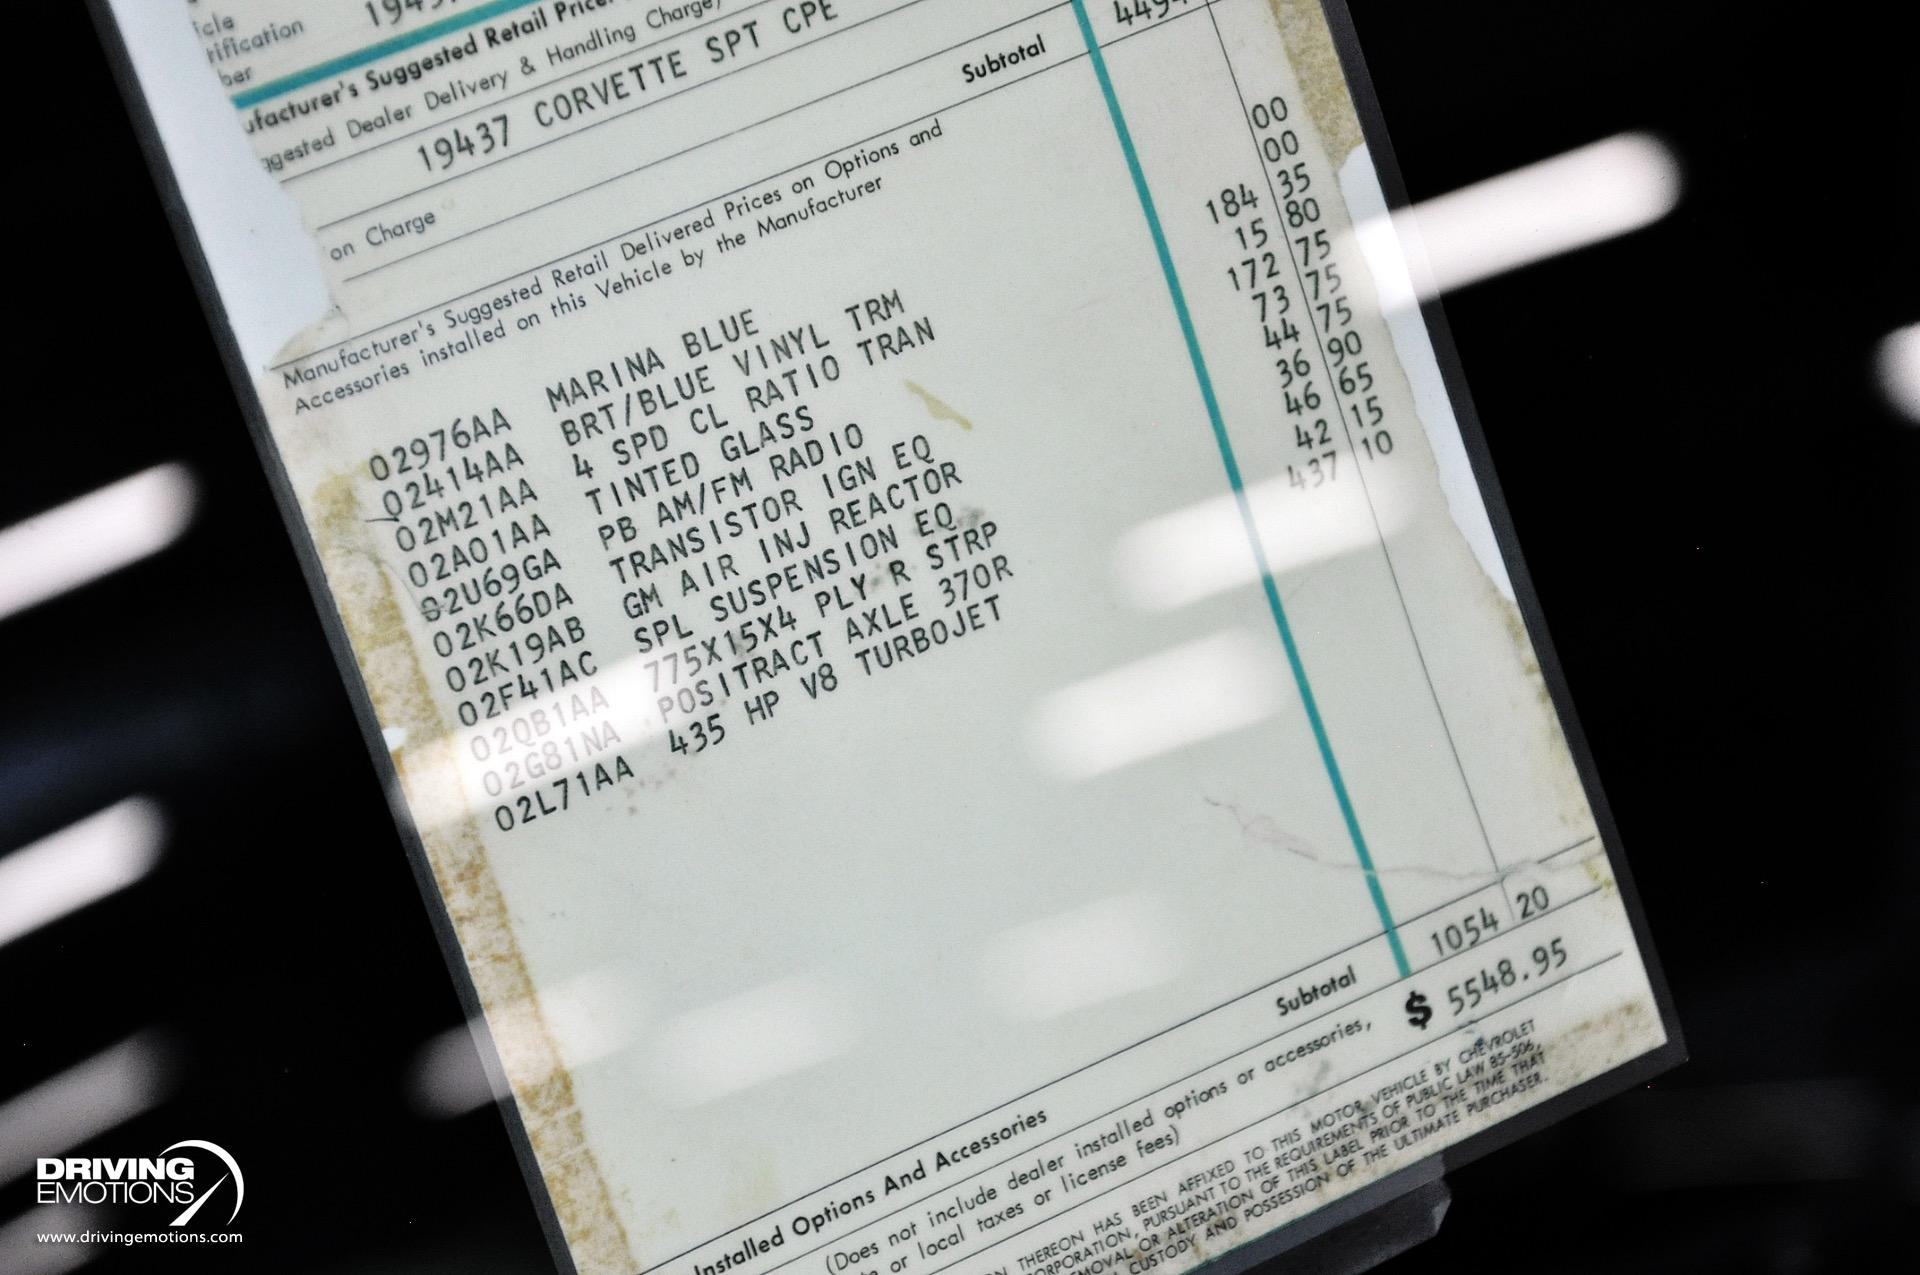 icle
tification
ber
ufacturer's Suggested Retail Price
ggested Dealer Delivery & Handling Charge)
19437 CORVETTE SPT CPE
Subtotal
on Charge
Manufacturer's Suggested Retail Delivered Prices on Options and
Accessories installed on this Vehicle by the Manufacturer
02976AA MARINA BLUE 00
02414AA BRT/BLUE VINYL TRM 00
02M21AA 4 SPD CL RATIO TRAN 184 35
02A01AA TINTED GLASS 15 80
02U69GA PB AM/FM RADIO 172 75
02K66DA TRANSISTOR IGN EQ 73 75
02K19AB GM AIR INJ REACTOR 44 75
02F41AC SPL SUSPENSION EQ 36 90
02QB1AA 775X15X4 PLY R STRP 46 65
02G81NA POSITRACT AXLE 370R 42 15
02L71AA 435 HP V8 TURBOJET 437 10
Subtotal 1054 20
Installed Options And Accessories
(Does not include dealer installed options or accessories, $ 5548.95
or local taxes or license fees)
THEREON HAS BEEN AFFIXED TO THIS MOTOR VEHICLE BY CHEVROLET
ORPORATION, PURSUANT TO THE REQUIREMENTS OF PUBLIC LAW 85-506.
EMOVAL OR ALTERATION OF THIS LABEL PRIOR TO THE TIME THAT
CUSTODY AND POSSESSION OF THE ULTIMATE PURCHASER.
DRIVING
EMOTIONS
www.drivingemotions.com